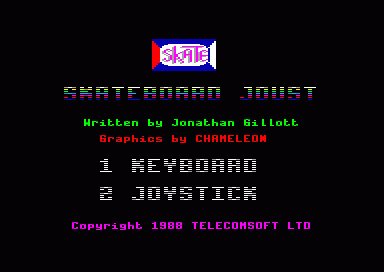 SKATE
SKATEBOARD JOUST
Written by Jonathan Gillott
Graphics by CHAMELEON
1 KEYBOARD
2 JOYSTICK
Copyright 1988 TELECOMSOFT LTD